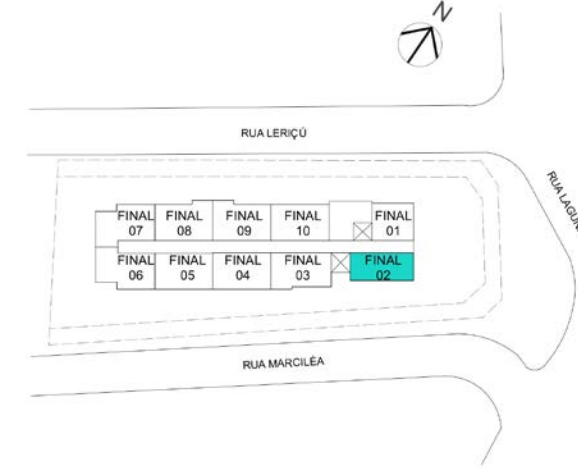 N
RUA LERIÇÚ
RUA LAGUNA
FINAL 07
FINAL 08
FINAL 09
FINAL 10
FINAL 01
FINAL 06
FINAL 05
FINAL 04
FINAL 03
FINAL 02
RUA MARCILÉA